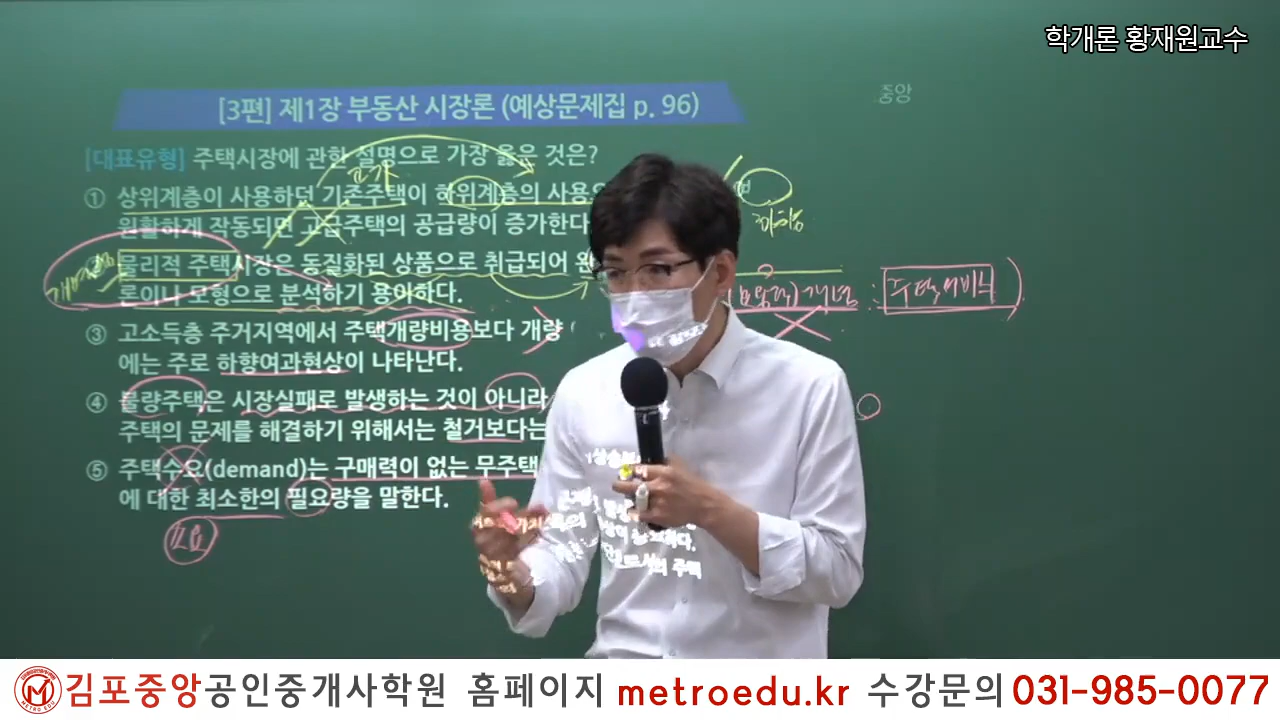 학개론 황재원교수
중앙
[3편] 제1장 부동산 시장론 (예상문제집 p. 96)
[대표유형] 주택시장에 관한 설명으로 가장 옳은 것은?
고가
① 상위계층이 사용하던 기존주택이 하위계층의 사용으
원활하게 작동되면 고급주택의 공급량이 증가한다
물리적 주택시장은 동질화된 상품으로 취급되어
론이나 모형으로 분석하기 용이하다.
개념
주택서비스
③ 고소득층 주거지역에서 주택개량비용보다 개량
에는 주로 하향여과현상이 나타난다.
④ 불량주택은 시장실패로 발생하는 것이 아니라
주택의 문제를 해결하기 위해서는 철거보다는
⑤ 주택수요(demand)는 구매력이 없는 무주택
에 대한 최소한의 필요량을 말한다.
소요
METRO EDU
김포중앙공인중개사학원 홈페이지 metroedu.kr 수강문의 031-985-0077